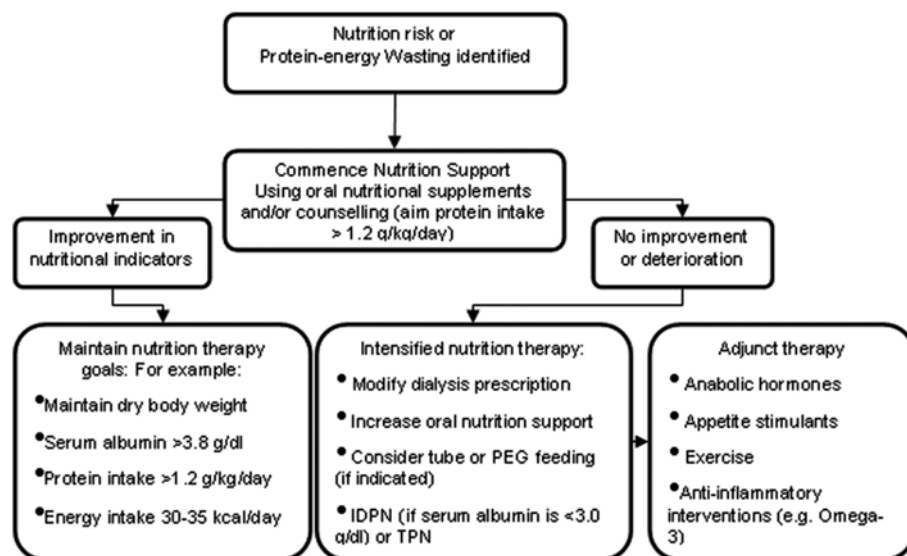 Nutrition risk or
Protein-energy Wasting identified
Commence Nutrition Support
Using oral nutritional supplements
and/or counselling (aim protein intake
> 1.2 g/kg/day)
Improvement in
nutritional indicators
No improvement
or deterioration
Maintain nutrition therapy
goals: For example:
•Maintain dry body weight
•Serum albumin >3.8 g/dl
•Protein intake >1.2 g/kg/day
•Energy intake 30-35 kcal/day
Intensified nutrition therapy:
• Modify dialysis prescription
• Increase oral nutrition support
• Consider tube or PEG feeding
(if indicated)
• IDPN (if serum albumin is <3.0
g/dl) or TPN
Adjunct therapy
• Anabolic hormones
• Appetite stimulants
• Exercise
• Anti-inflammatory
interventions (e.g. Omega-
3)